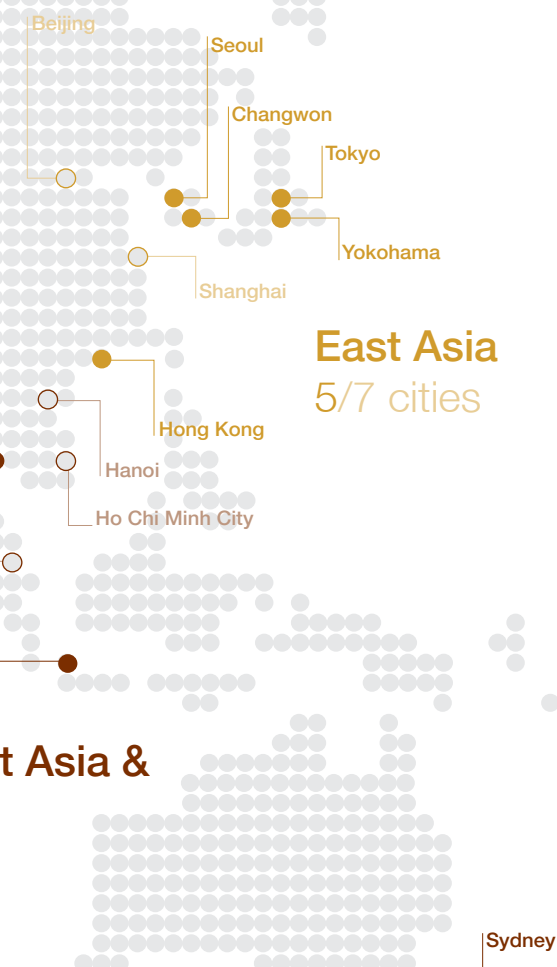 Beijing
Seoul
Changwon
Tokyo
Yokohama
Shanghai
East Asia
5/7 cities
Hong Kong
Hanoi
Ho Chi Minh City
t Asia &
Sydney